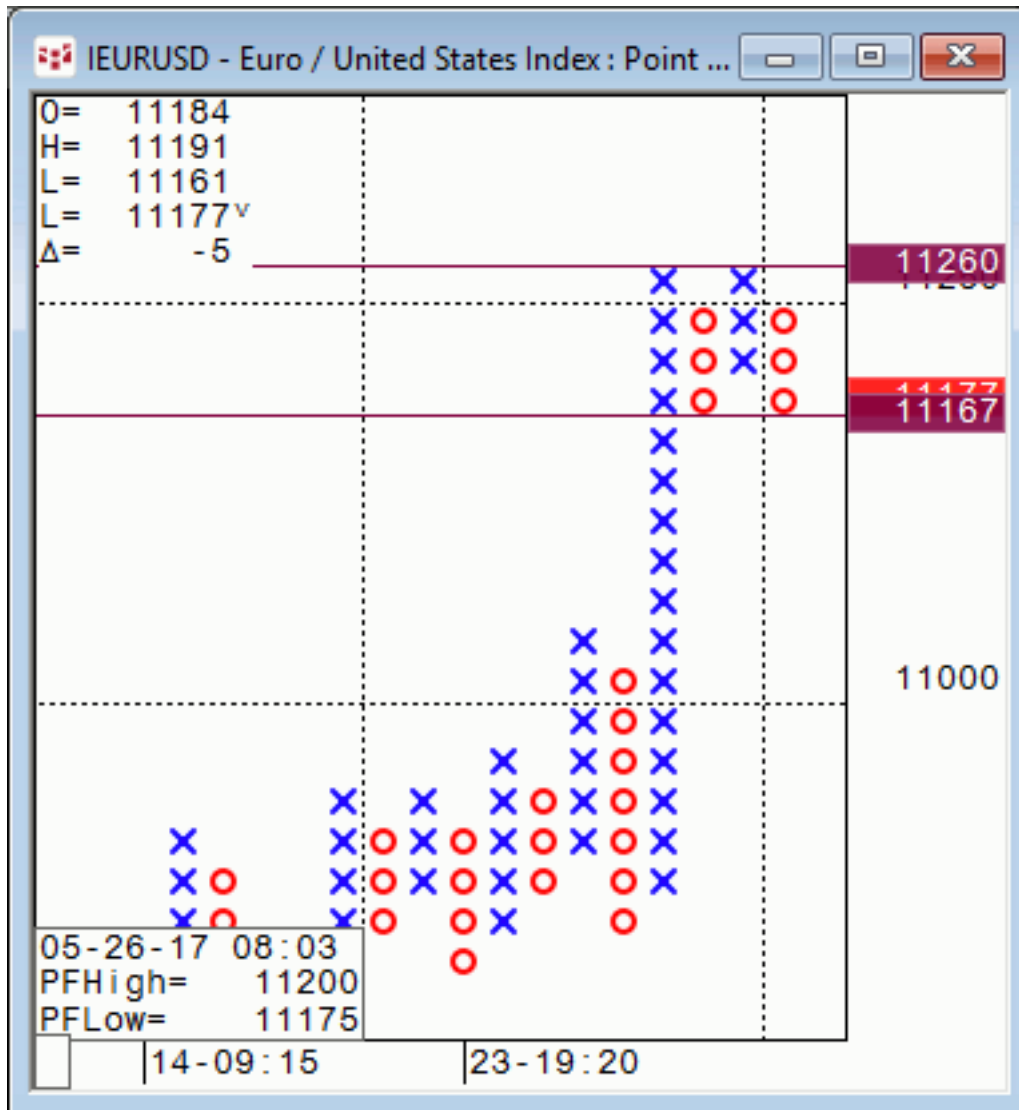 IEURUSD - Euro / United States Index : Point ...
O= 11184
H= 11191
L= 11161
L= 11177v
Δ= -5
11260
11177
11167
11000
05-26-17 08:03
PFHigh= 11200
PFLow= 11175
14-09:15
23-19:20